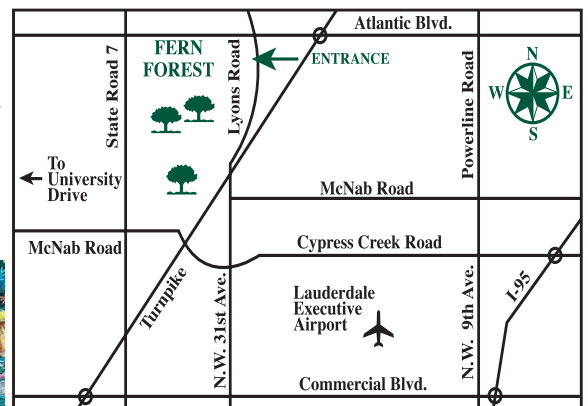 Atlantic Blvd.
FERN
FOREST
ENTRANCE
State Road 7
Lyons Road
Powerline Road
N
W
E
S
To
University
Drive
McNab Road
McNab Road
Cypress Creek Road
Turnpike
N.W. 31st Ave.
Lauderdale
Executive
Airport
N.W. 9th Ave.
I-95
Commercial Blvd.